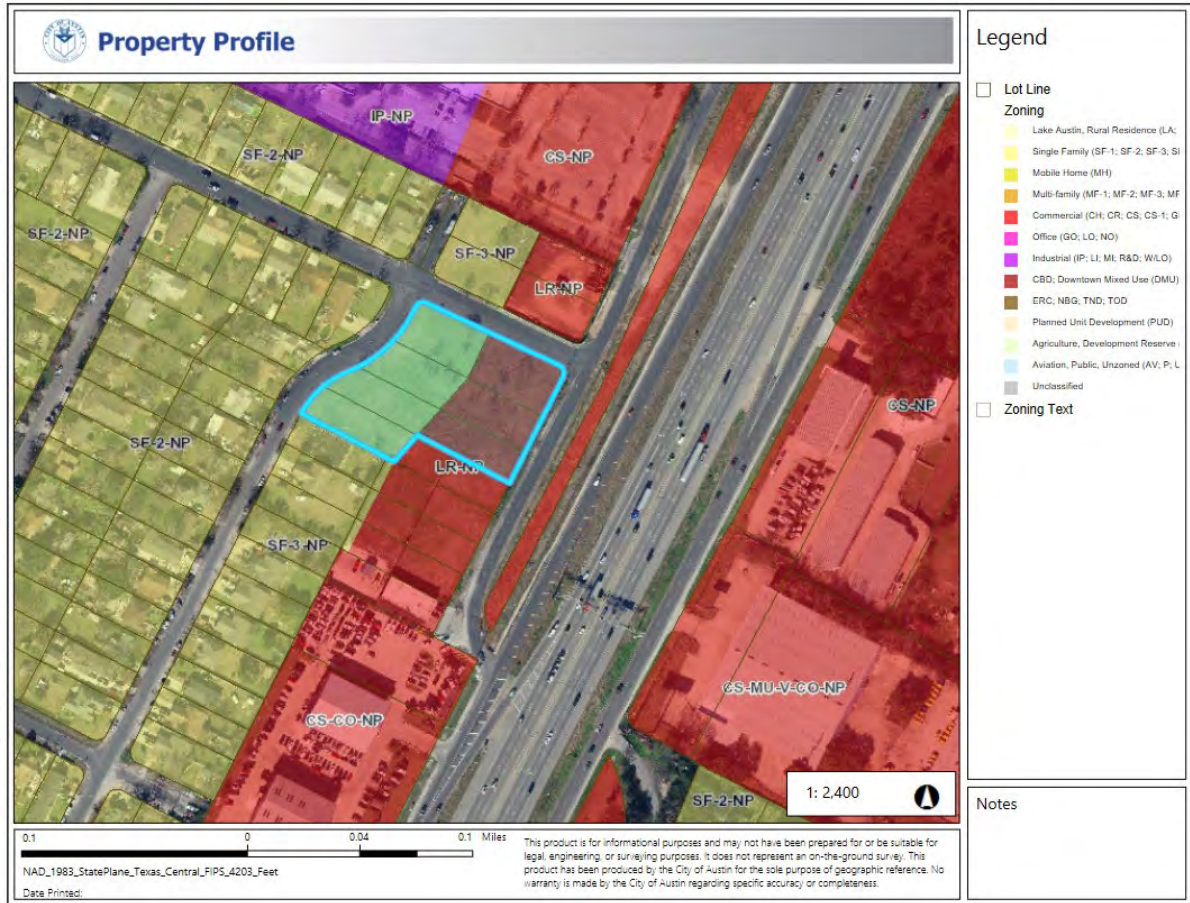 Property Profile
IP-NP
SF-2-NP
CS-NP
SF-2-NP
SF-3-NP
LR-NP
CS-NP
SF-2-NP
LR-NP
SF-3-NP
CS-MU-V-CO-NP
CS-CO-NP
SF-2-NP
1: 2,400
Legend
Lot Line
Zoning
Lake Austin, Rural Residence (LA;
Single Family (SF-1; SF-2; SF-3; SI
Mobile Home (MH)
Multi-family (MF-1; MF-2; MF-3; MF
Commercial (CH; CR; CS; CS-1; G
Office (GO; LO; NO)
Industrial (IP; LI; MI; R&D; W/LO)
CBD; Downtown Mixed Use (DMU)
ERC; NBG; TND; TOD
Planned Unit Development (PUD)
Agriculture, Development Reserve
Aviation, Public, Unzoned (AV; P; U
Unclassified
Zoning Text
Notes
0.1 0 0.04 0.1 Miles
NAD_1983_StatePlane_Texas_Central_FIPS_4203_Feet
Date Printed:
This product is for informational purposes and may not have been prepared for or be suitable for
legal, engineering, or surveying purposes. It does not represent an on-the-ground survey. This
product has been produced by the City of Austin for the sole purpose of geographic reference. No
warranty is made by the City of Austin regarding specific accuracy or completeness.